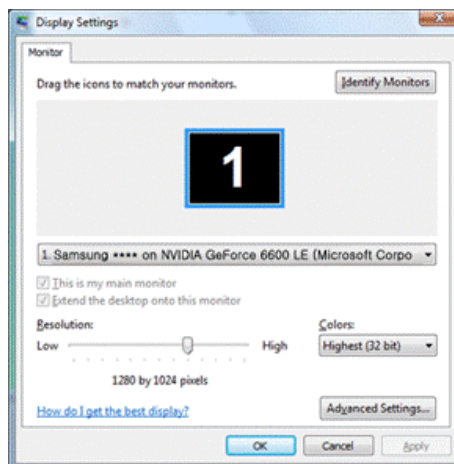 Display Settings
Monitor
Drag the icons to match your monitors.
Identify Monitors
1
1. Samsung **** on NVIDIA GeForce 6600 LE (Microsoft Corpo
This is my main monitor
Extend the desktop onto this monitor
Resolution:
Colors:
Low
High
Highest (32 bit)
1280 by 1024 pixels
How do I get the best display?
Advanced Settings...
OK
Cancel
Apply